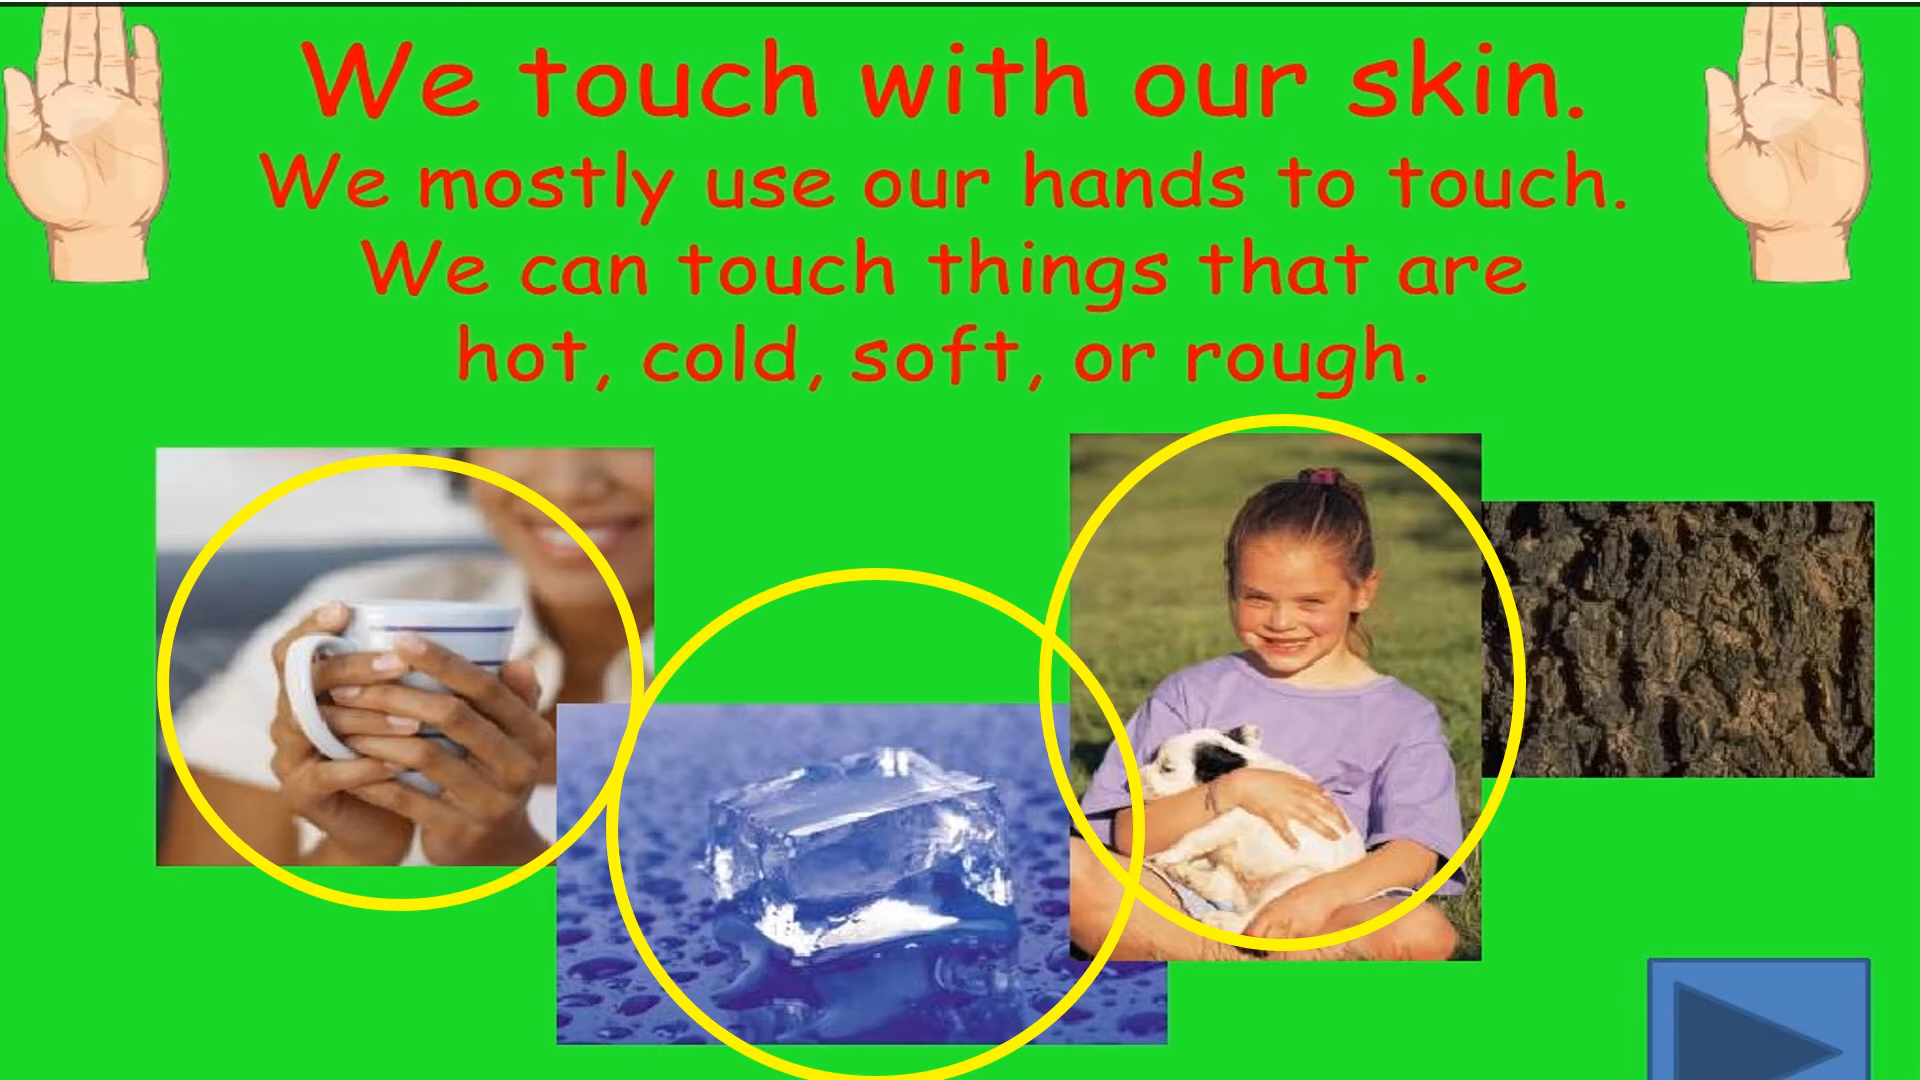 We touch with our skin.
We mostly use our hands to touch.
We can touch things that are
hot, cold, soft, or rough.